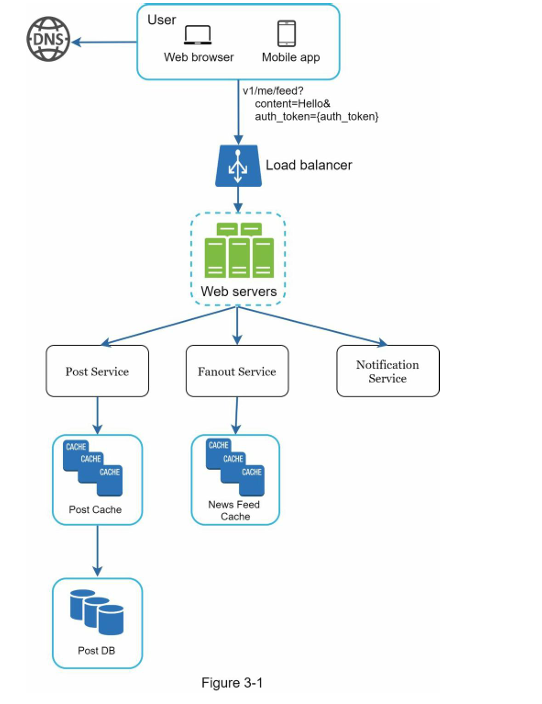 User
DNS
Web browser
Mobile app
v1/me/feed?
content=Hello&
auth_token={auth_token}
Load balancer
Web servers
Post Service
Fanout Service
Notification
Service
CACHE
CACHE
CACHE
Post Cache
CACHE
CACHE
CACHE
News Feed
Cache
Post DB
Figure 3-1